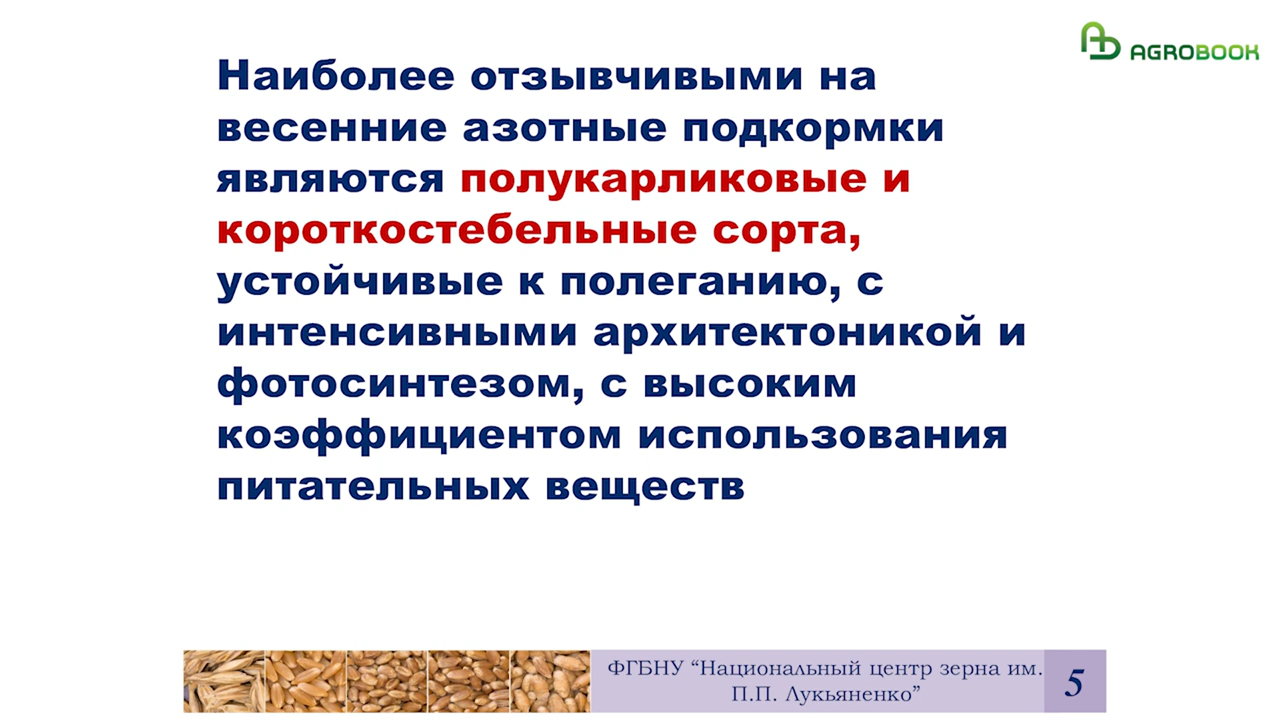 AGROBOOK
Наиболее отзывчивыми на
весенние азотные подкормки
являются полукарликовые и
короткостебельные сорта,
устойчивые к полеганию, с
интенсивными архитектоникой и
фотосинтезом, с высоким
коэффициентом использования
питательных веществ
ФГБНУ “Национальный центр зерна им.
П.П. Лукьяненко”
5